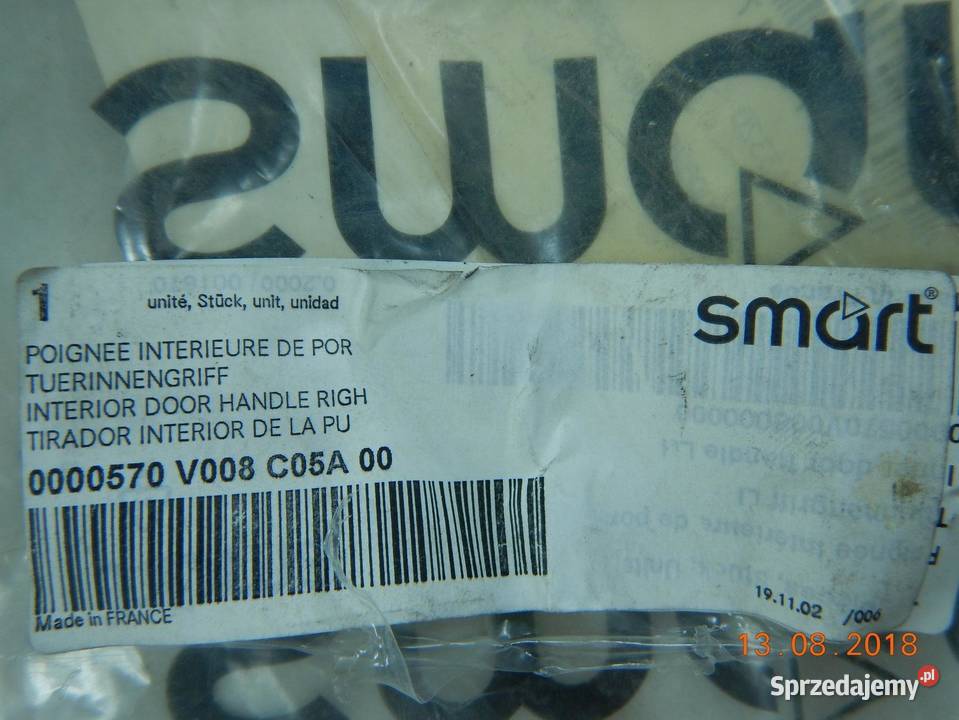 smart
1 unité, Stück, unit, unidad
smart®
POIGNEE INTERIEURE DE POR
TUERINNENGRIFF
INTERIOR DOOR HANDLE RIGH
TIRADOR INTERIOR DE LA PU
0000570 V008 C05A 00
Made in FRANCE
19.11.02 /006
13.08.2018
Sprzedajemy.pl